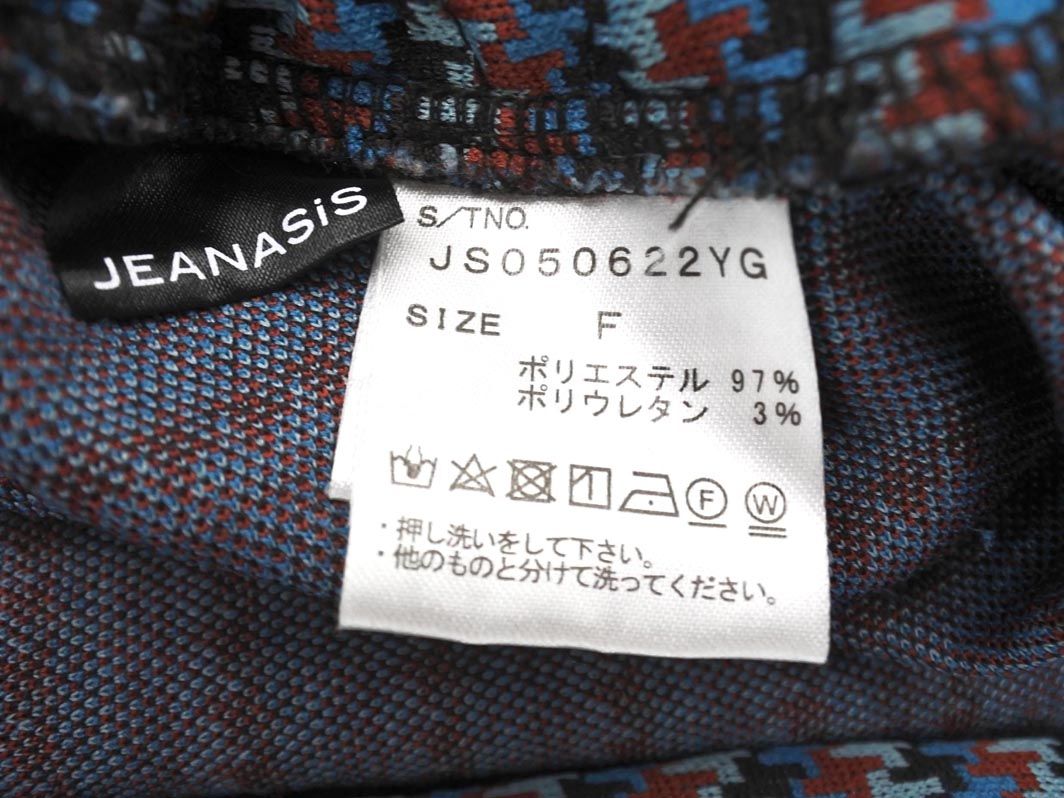 JEANASiS
S/TNO.
JS050622YG
SIZE F
ポリエステル 97%
ポリウレタン 3%
F W
・押し洗いをして下さい。
・他のものと分けて洗ってください。